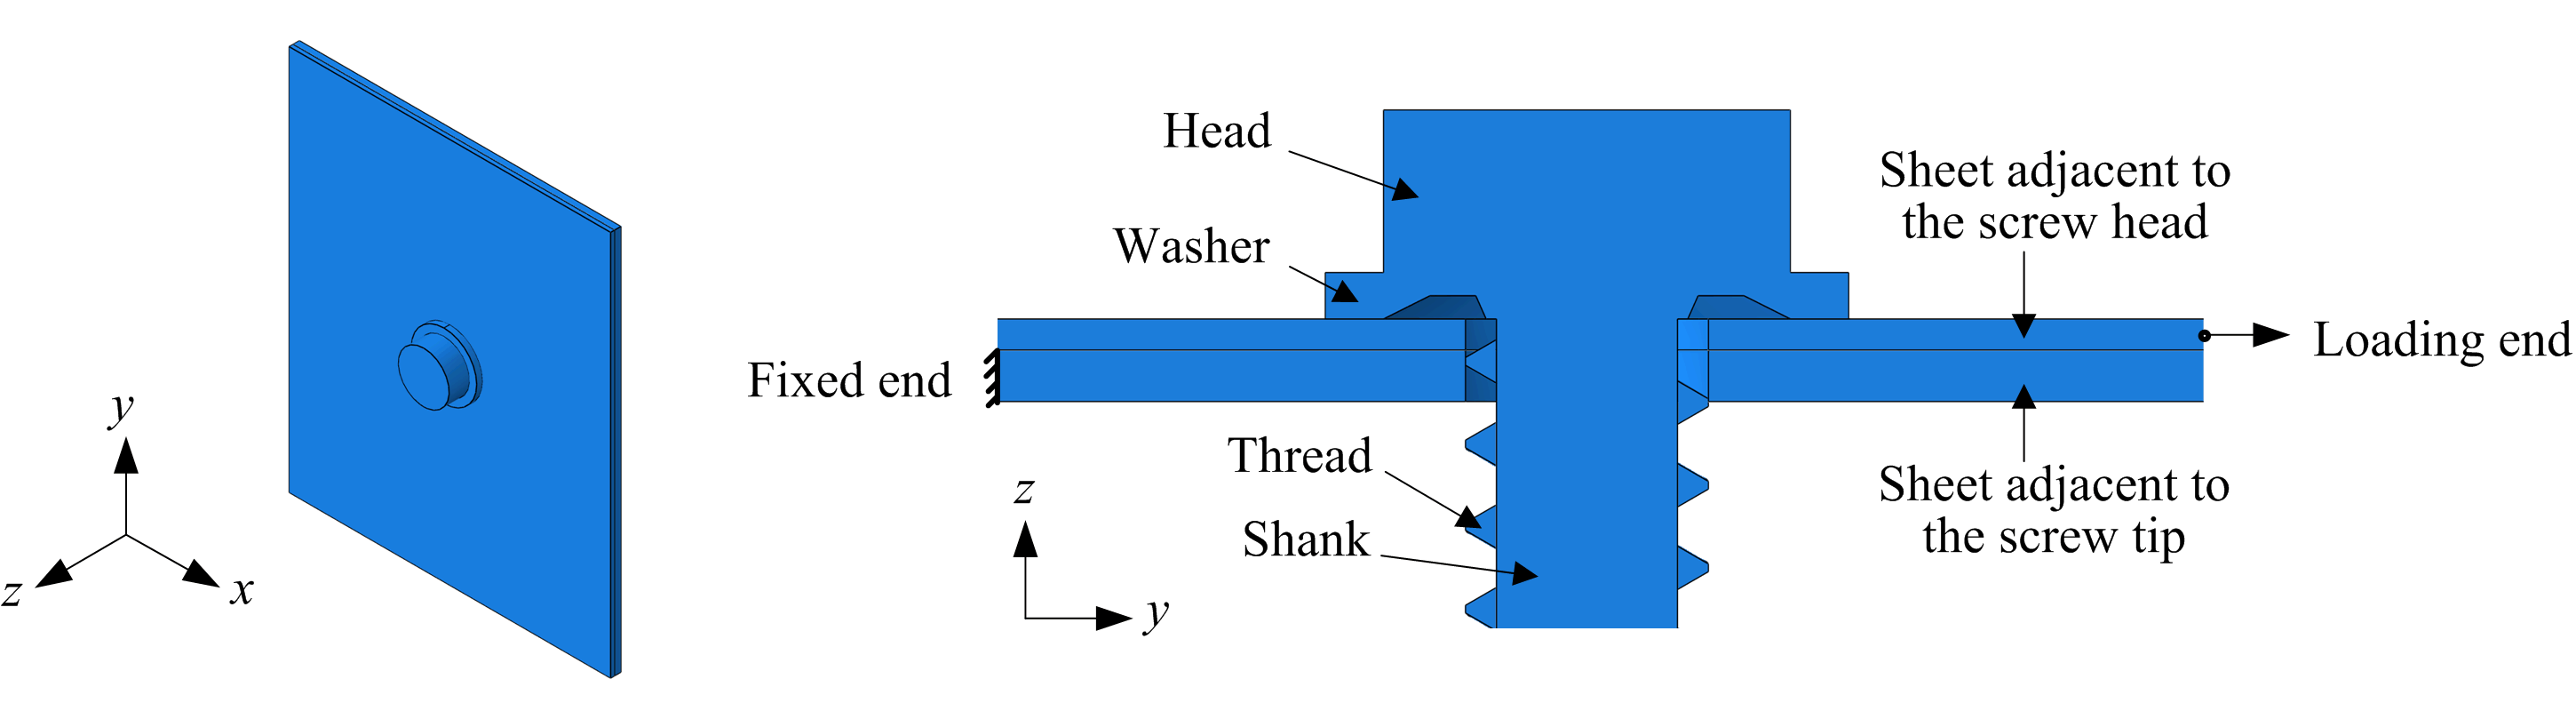 y
z
x
Head
Washer
Fixed end
Thread
Shank
z
y
Sheet adjacent to
the screw head
Loading end
Sheet adjacent to
the screw tip